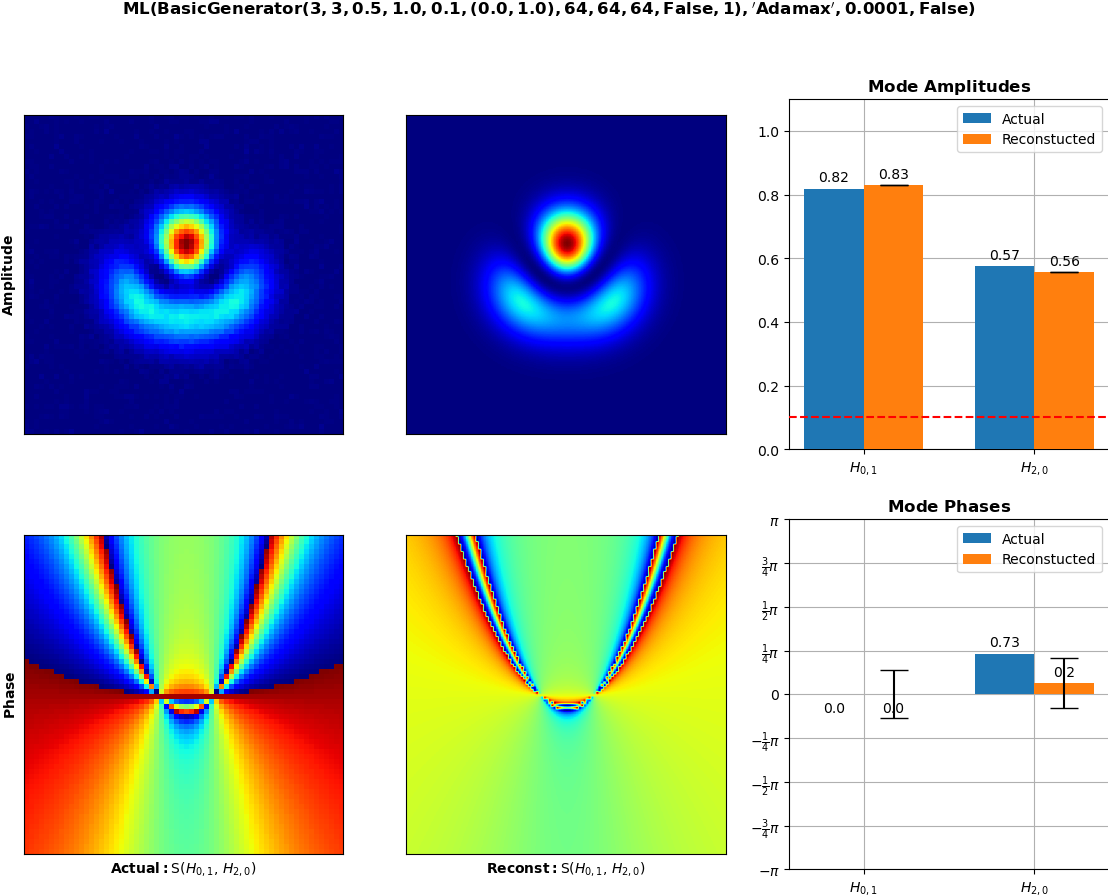 ML(BasicGenerator(3, 3, 0.5, 1.0, 0.1, (0.0, 1.0), 64, 64, 64, False, 1), ′Adamax′, 0.0001, False)
Amplitude
Mode Amplitudes
Actual
Reconstucted
1.0
0.8
0.6
0.4
0.2
0.0
0.82
0.83
0.57
0.56
H0, 1
H2, 0
Phase
Actual: S(H0, 1, H2, 0)
Reconst: S(H0, 1, H2, 0)
Mode Phases
Actual
Reconstucted
π
3/4π
1/2π
1/4π
0
−1/4π
−1/2π
−3/4π
−π
0.0
0.0
0.73
0.2
H0, 1
H2, 0